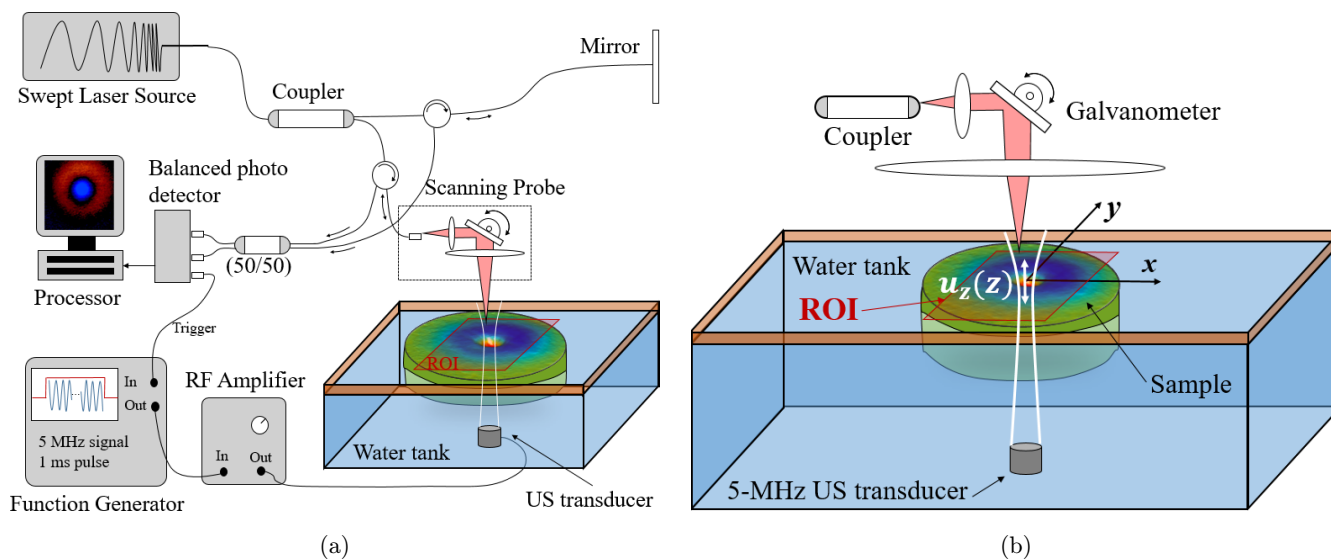 Swept Laser Source
Coupler
Mirror
Balanced photo
detector
Scanning Probe
(50/50)
Processor
Trigger
In
Out
5 MHz signal
1 ms pulse
Function Generator
RF Amplifier
In
Out
ROI
Water tank
US transducer
(a)
Coupler
Galvanometer
y
x
Water tank
u_z(z)
ROI
Sample
5-MHz US transducer
(b)